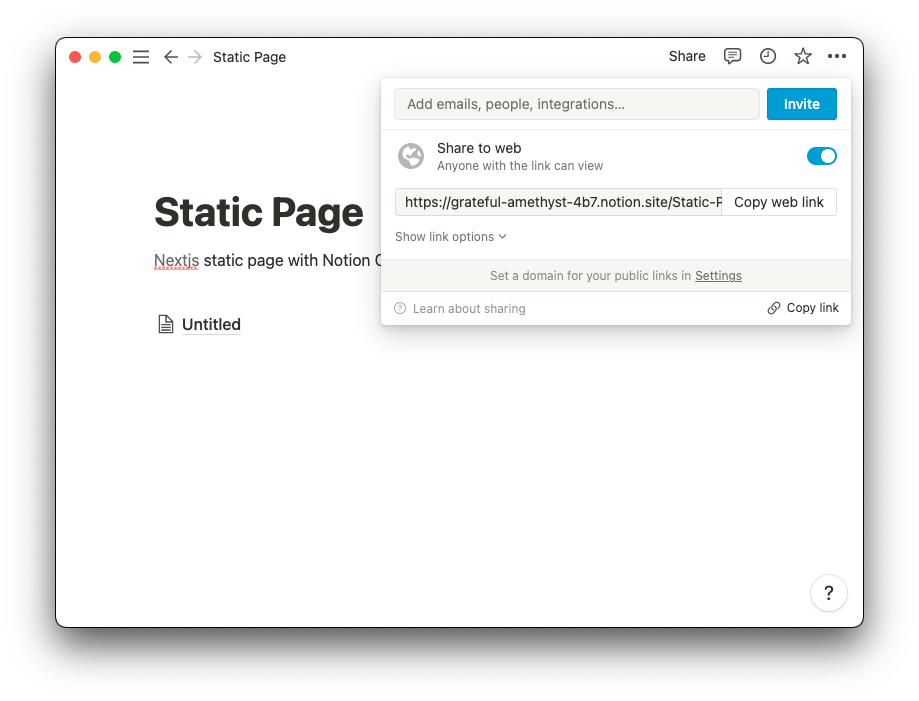 Static Page
Share
Add emails, people, integrations...
Invite
Share to web
Anyone with the link can view
https://grateful-amethyst-4b7.notion.site/Static-P
Copy web link
Show link options
Set a domain for your public links in Settings
? Learn about sharing
Copy link
Static Page
Nextjs static page with Notion C
Untitled
?